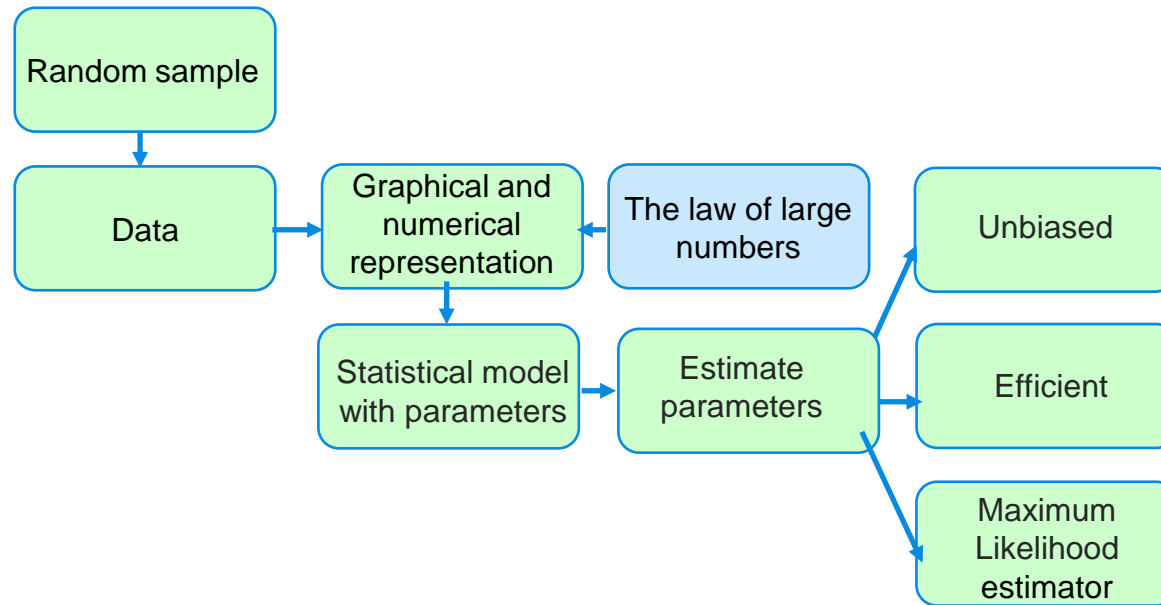 Random sample
Data
Graphical and
numerical
representation
The law of large
numbers
Unbiased
Statistical model
with parameters
Estimate
parameters
Efficient
Maximum
Likelihood
estimator